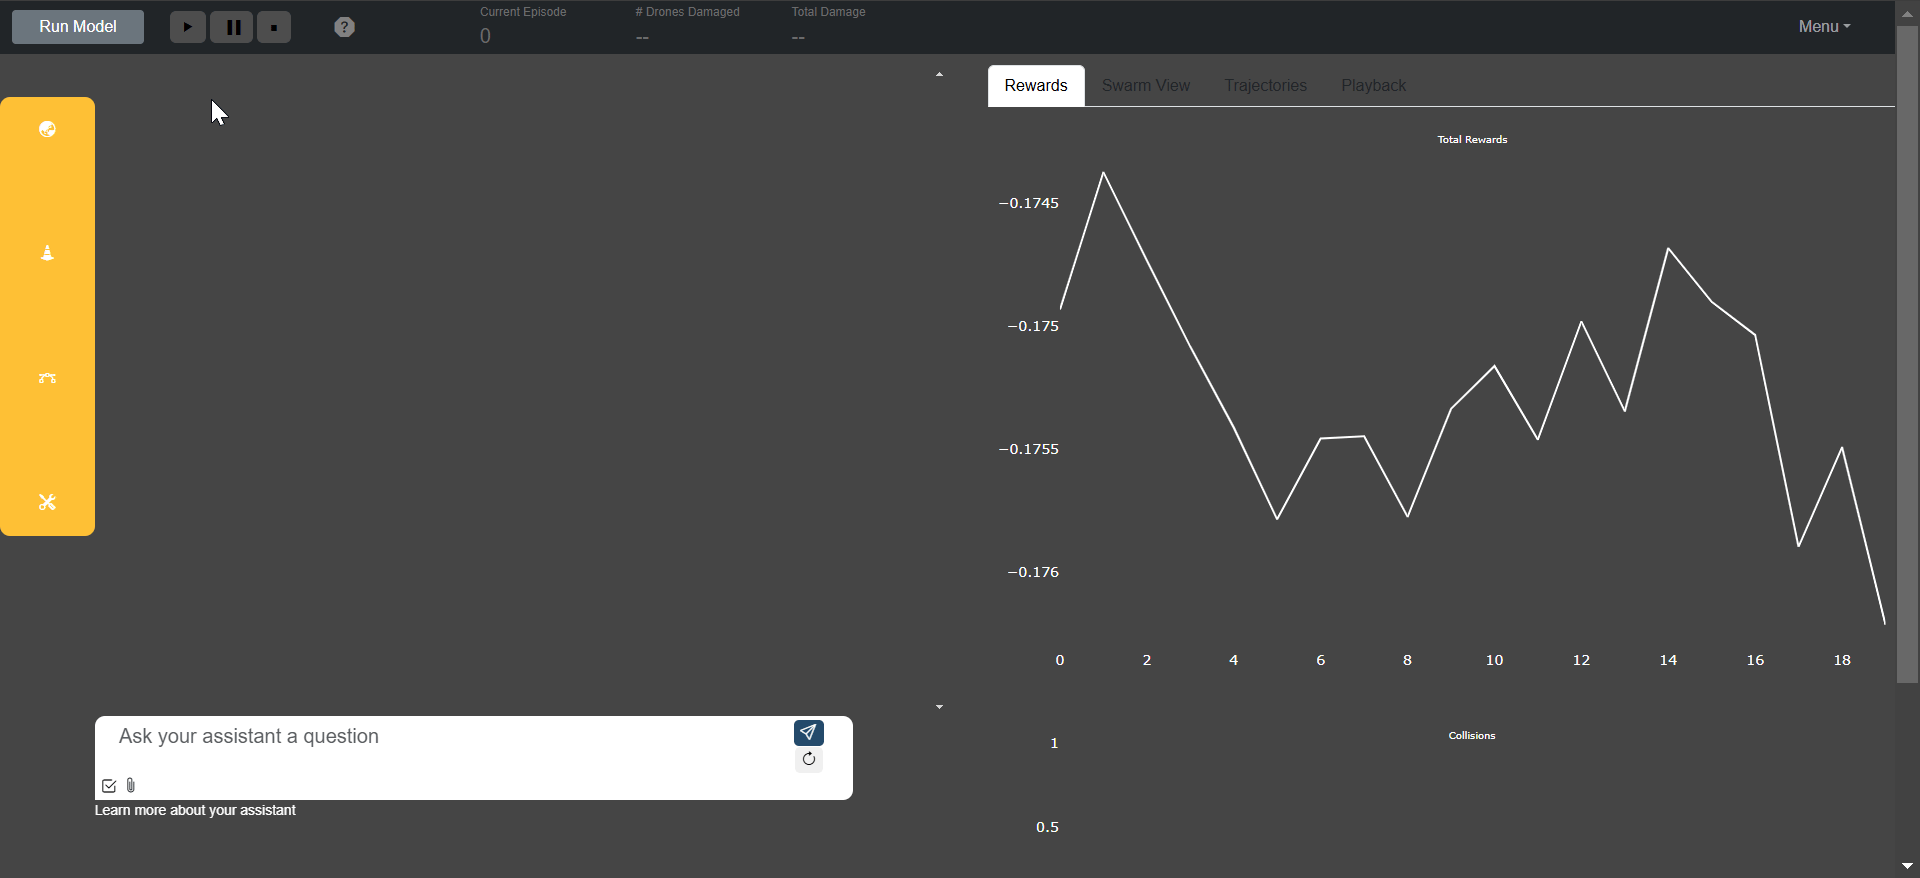 Run Model
?
Current Episode
0
# Drones Damaged
--
Total Damage
--
Menu
Rewards Swarm View Trajectories Playback
Total Rewards
−0.1745
−0.175
−0.1755
−0.176
0 2 4 6 8 10 12 14 16 18
Collisions
1
0.5
Ask your assistant a question
Learn more about your assistant